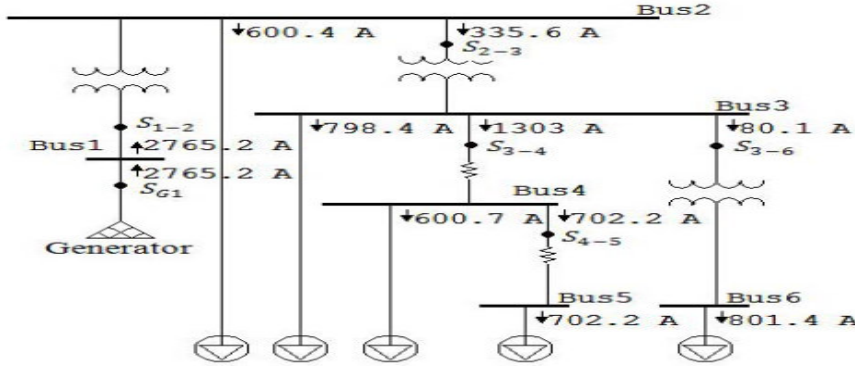 Bus2
600.4 A
335.6 A
S2-3
Bus3
S1-2
798.4 A
1303 A
80.1 A
Bus1
2765.2 A
S3-4
S3-6
2765.2 A
SG1
Bus4
600.7 A
702.2 A
Generator
S4-5
Bus5
Bus6
702.2 A
801.4 A